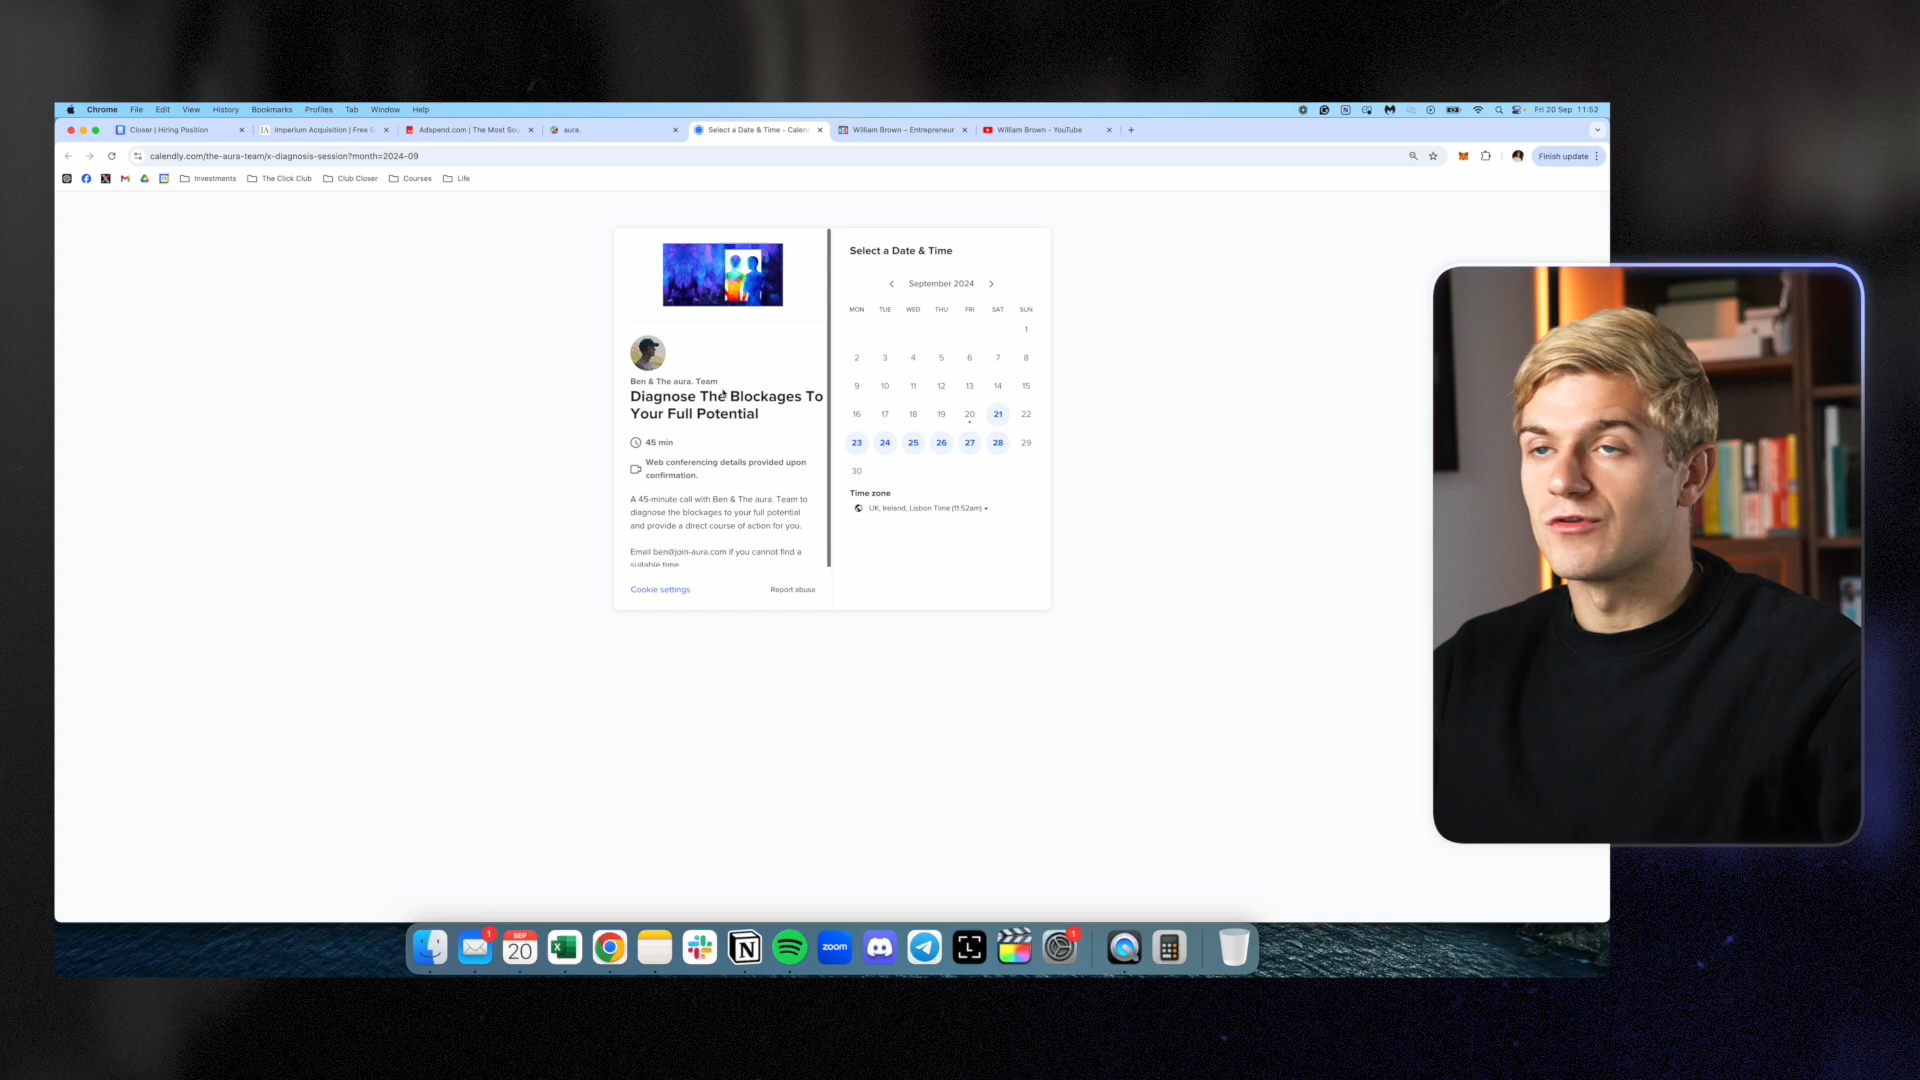 Chrome File Edit View History Bookmarks Profiles Tab Window Help
Fri 20 Sep 11:52
Closer | Hiring Position
Imperium Acquisition | Free G
Adspend.com | The Most Sou
aura.
Select a Date & Time - Calen
William Brown – Entrepreneur
William Brown - YouTube
calendly.com/the-aura-team/x-diagnosis-session?month=2024-09
Finish update
Investments
The Click Club
Club Closer
Courses
Life
Ben & The aura. Team
Diagnose The Blockages To
Your Full Potential
45 min
Web conferencing details provided upon
confirmation.
A 45-minute call with Ben & The aura. Team to
diagnose the blockages to your full potential
and provide a direct course of action for you.
Email ben@join-aura.com if you cannot find a
suitable time.
Cookie settings
Report abuse
Select a Date & Time
September 2024
MON TUE WED THU FRI SAT SUN
1
2 3 4 5 6 7 8
9 10 11 12 13 14 15
16 17 18 19 20 21 22
23 24 25 26 27 28 29
30
Time zone
UK, Ireland, Lisbon Time (11:52am)
1
SEP
20
zoom
1